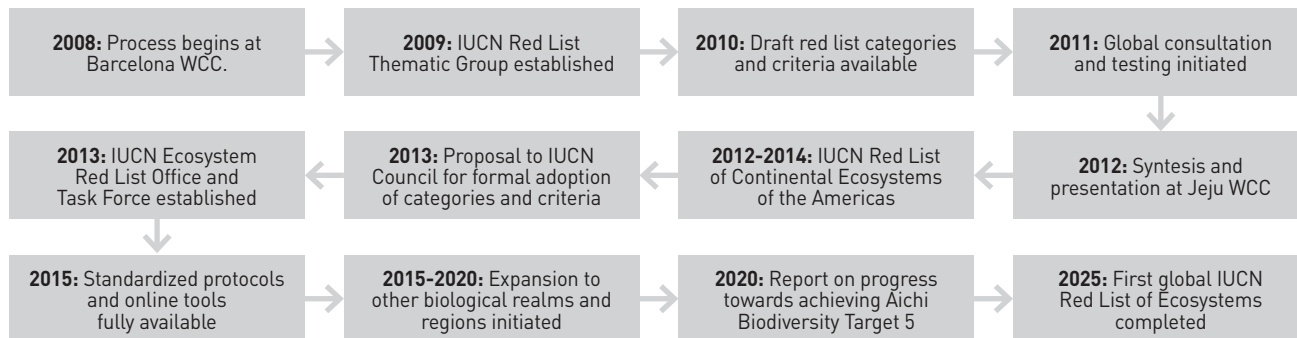 2008: Process begins at
Barcelona WCC.
2009: IUCN Red List
Thematic Group established
2010: Draft red list categories
and criteria available
2011: Global consultation
and testing initiated
2012: Syntesis and
presentation at Jeju WCC
2012-2014: IUCN Red List
of Continental Ecosystems
of the Americas
2013: Proposal to IUCN
Council for formal adoption
of categories and criteria
2013: IUCN Ecosystem
Red List Office and
Task Force established
2015: Standardized protocols
and online tools
fully available
2015-2020: Expansion to
other biological realms and
regions initiated
2020: Report on progress
towards achieving Aichi
Biodiversity Target 5
2025: First global IUCN
Red List of Ecosystems
completed